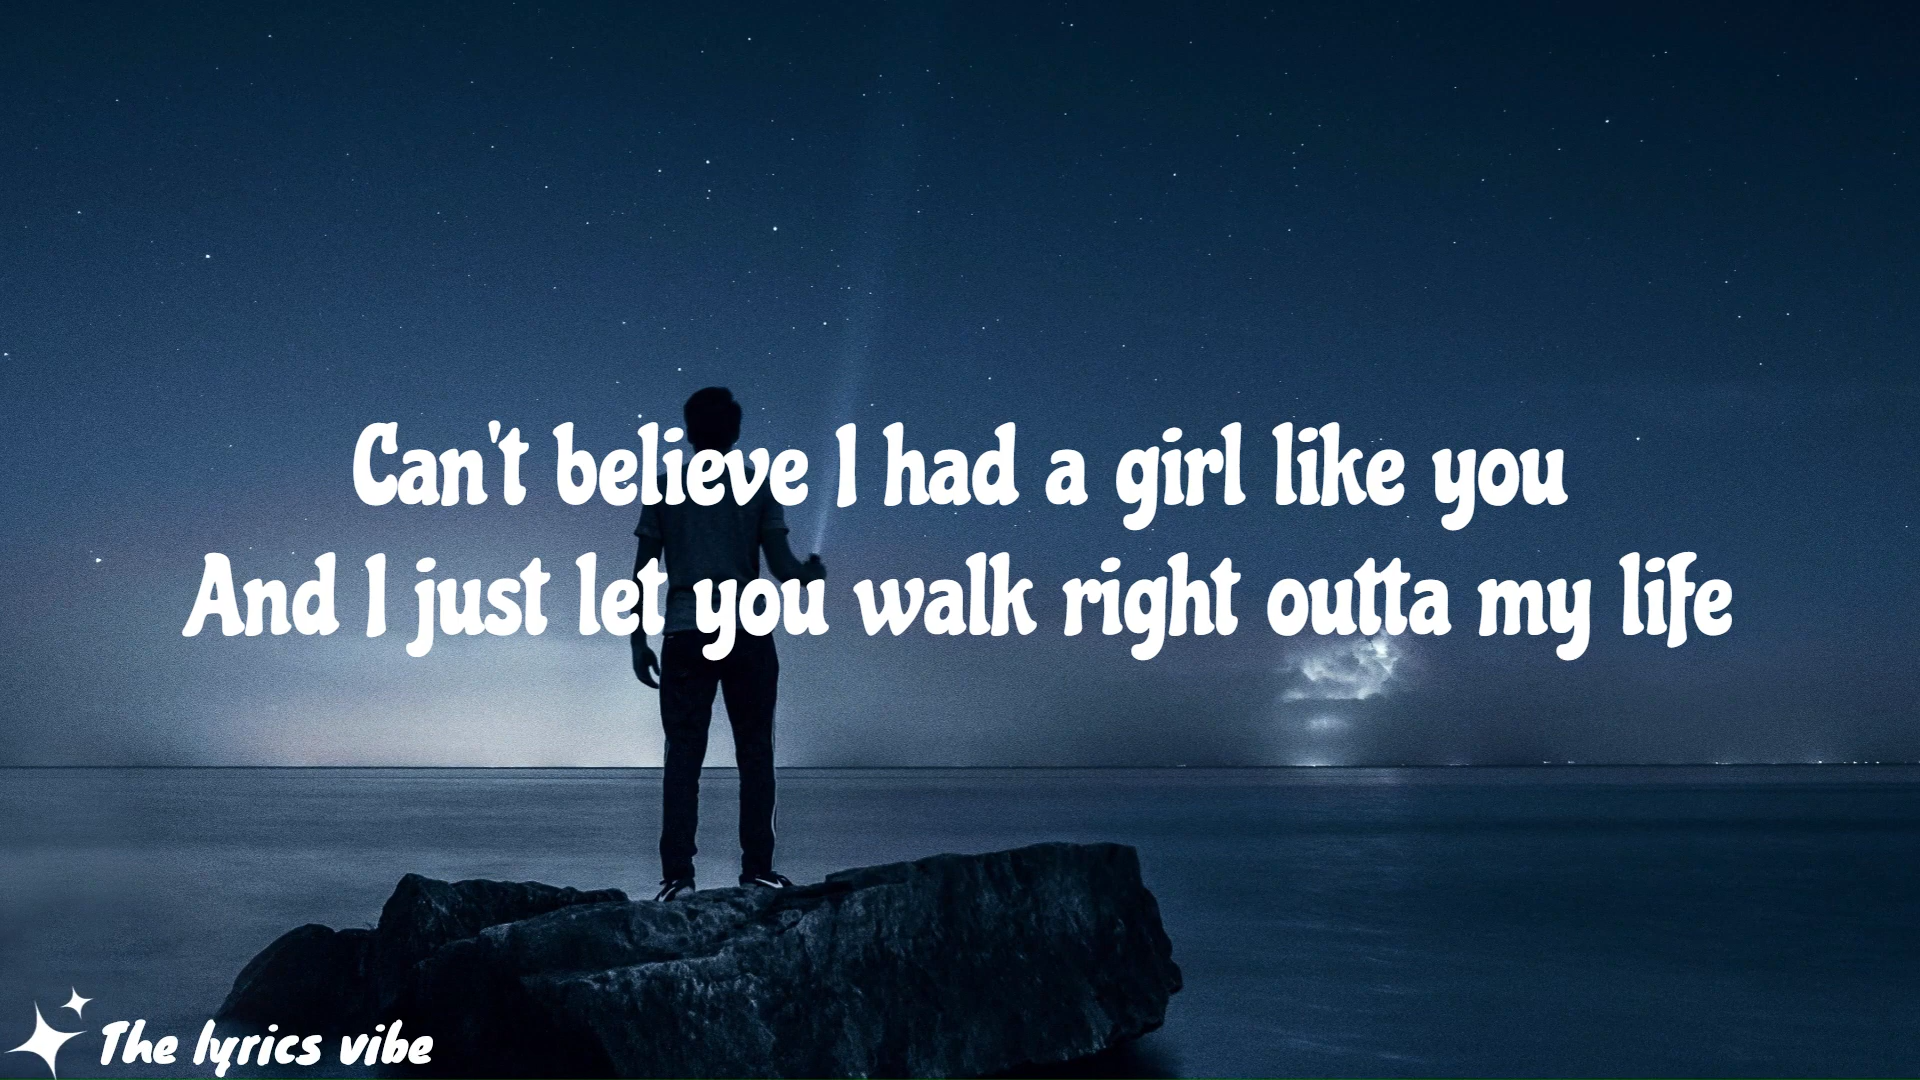 Can't believe I had a girl like you
And I just let you walk right outta my life
The lyrics vibe